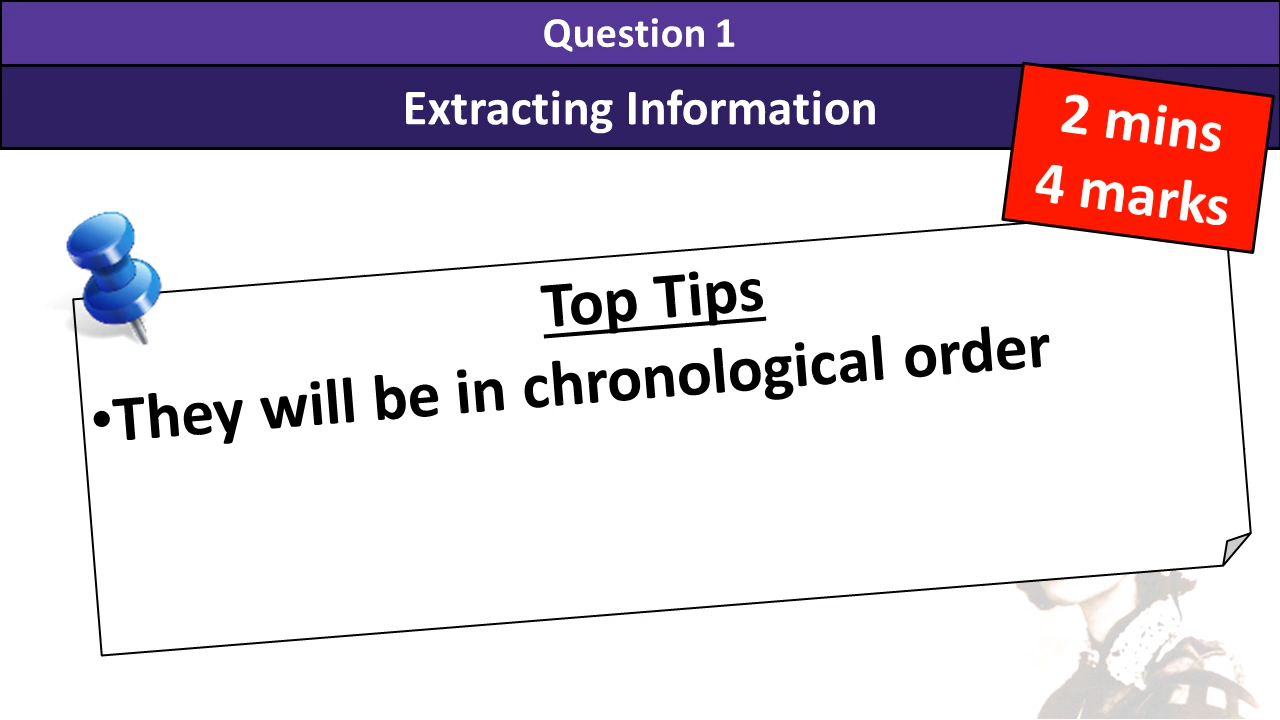 Question 1
Extracting Information
2 mins
4 marks
Top Tips
•They will be in chronological order